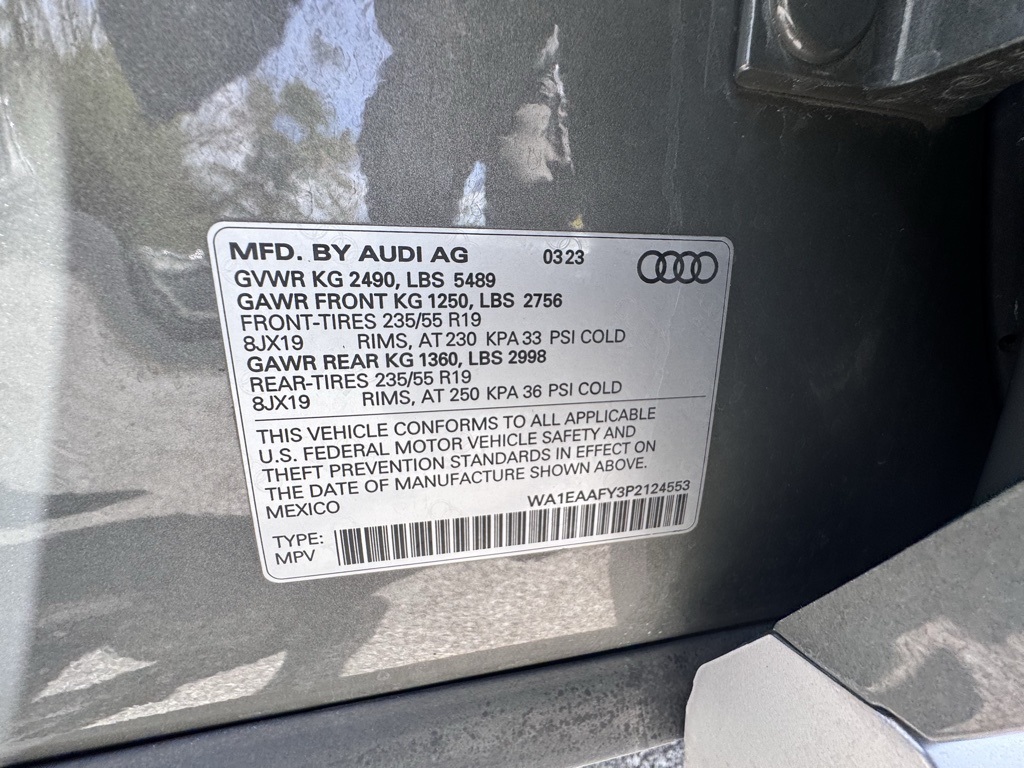 MFD. BY AUDI AG 0323
GVWR KG 2490, LBS 5489
GAWR FRONT KG 1250, LBS 2756
FRONT-TIRES 235/55 R19
8JX19 RIMS, AT 230 KPA 33 PSI COLD
GAWR REAR KG 1360, LBS 2998
REAR-TIRES 235/55 R19
8JX19 RIMS, AT 250 KPA 36 PSI COLD
THIS VEHICLE CONFORMS TO ALL APPLICABLE
U.S. FEDERAL MOTOR VEHICLE SAFETY AND
THEFT PREVENTION STANDARDS IN EFFECT ON
THE DATE OF MANUFACTURE SHOWN ABOVE.
MEXICO WA1EAAFY3P2124553
TYPE:
MPV